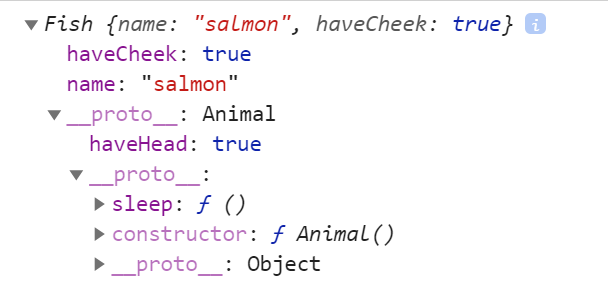 ▼ Fish {name: "salmon", haveCheek: true} i
haveCheek: true
name: "salmon"
▼ __proto__: Animal
haveHead: true
▼ __proto__:
▶ sleep: ƒ ()
▶ constructor: ƒ Animal()
▶ __proto__: Object